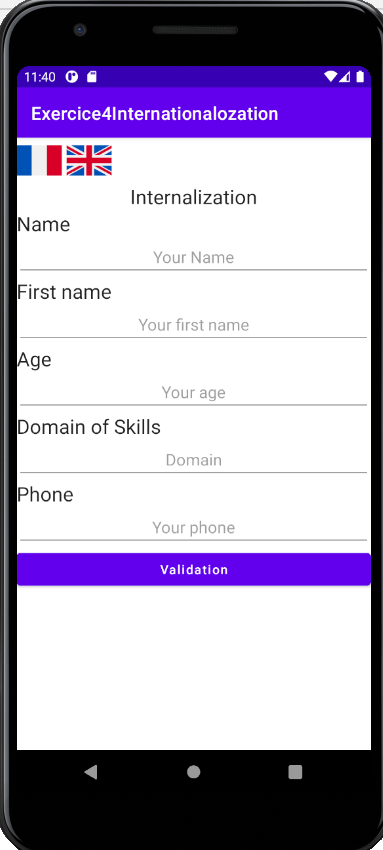 11:40
Exercice4Internationalozation
Internalization
Name
Your Name
First name
Your first name
Age
Your age
Domain of Skills
Domain
Phone
Your phone
Validation